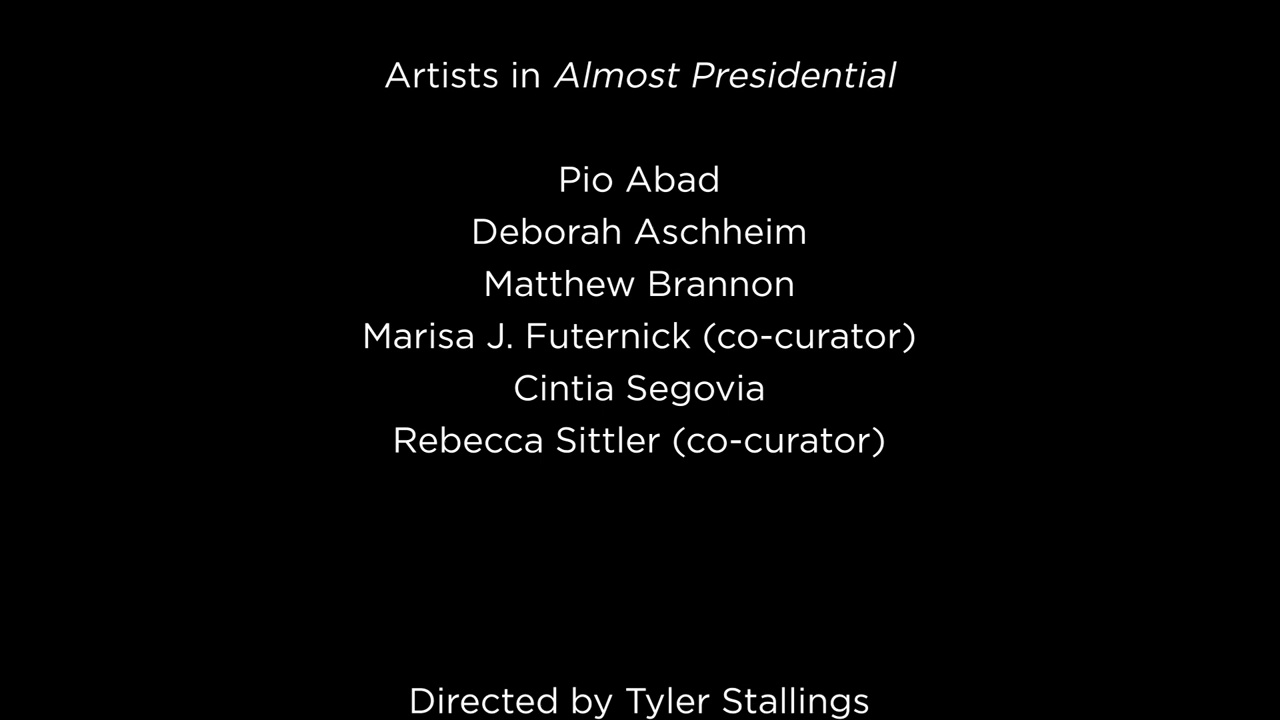 Artists in Almost Presidential
Pio Abad
Deborah Aschheim
Matthew Brannon
Marisa J. Futernick (co-curator)
Cintia Segovia
Rebecca Sittler (co-curator)
Directed by Tyler Stallings